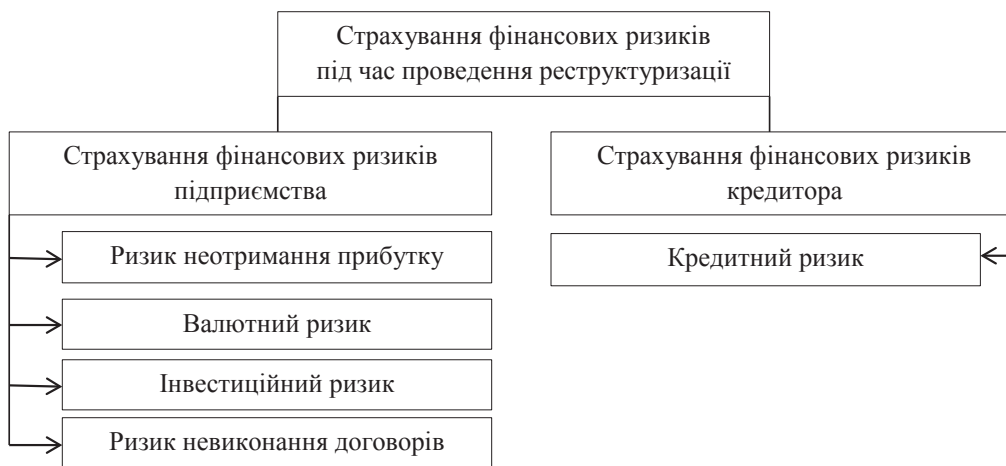 Страхування фінансових ризиків
під час проведення реструктуризації
Страхування фінансових ризиків
підприємства
Ризик неотримання прибутку
Валютний ризик
Інвестиційний ризик
Ризик невиконання договорів
Страхування фінансових ризиків
кредитора
Кредитний ризик